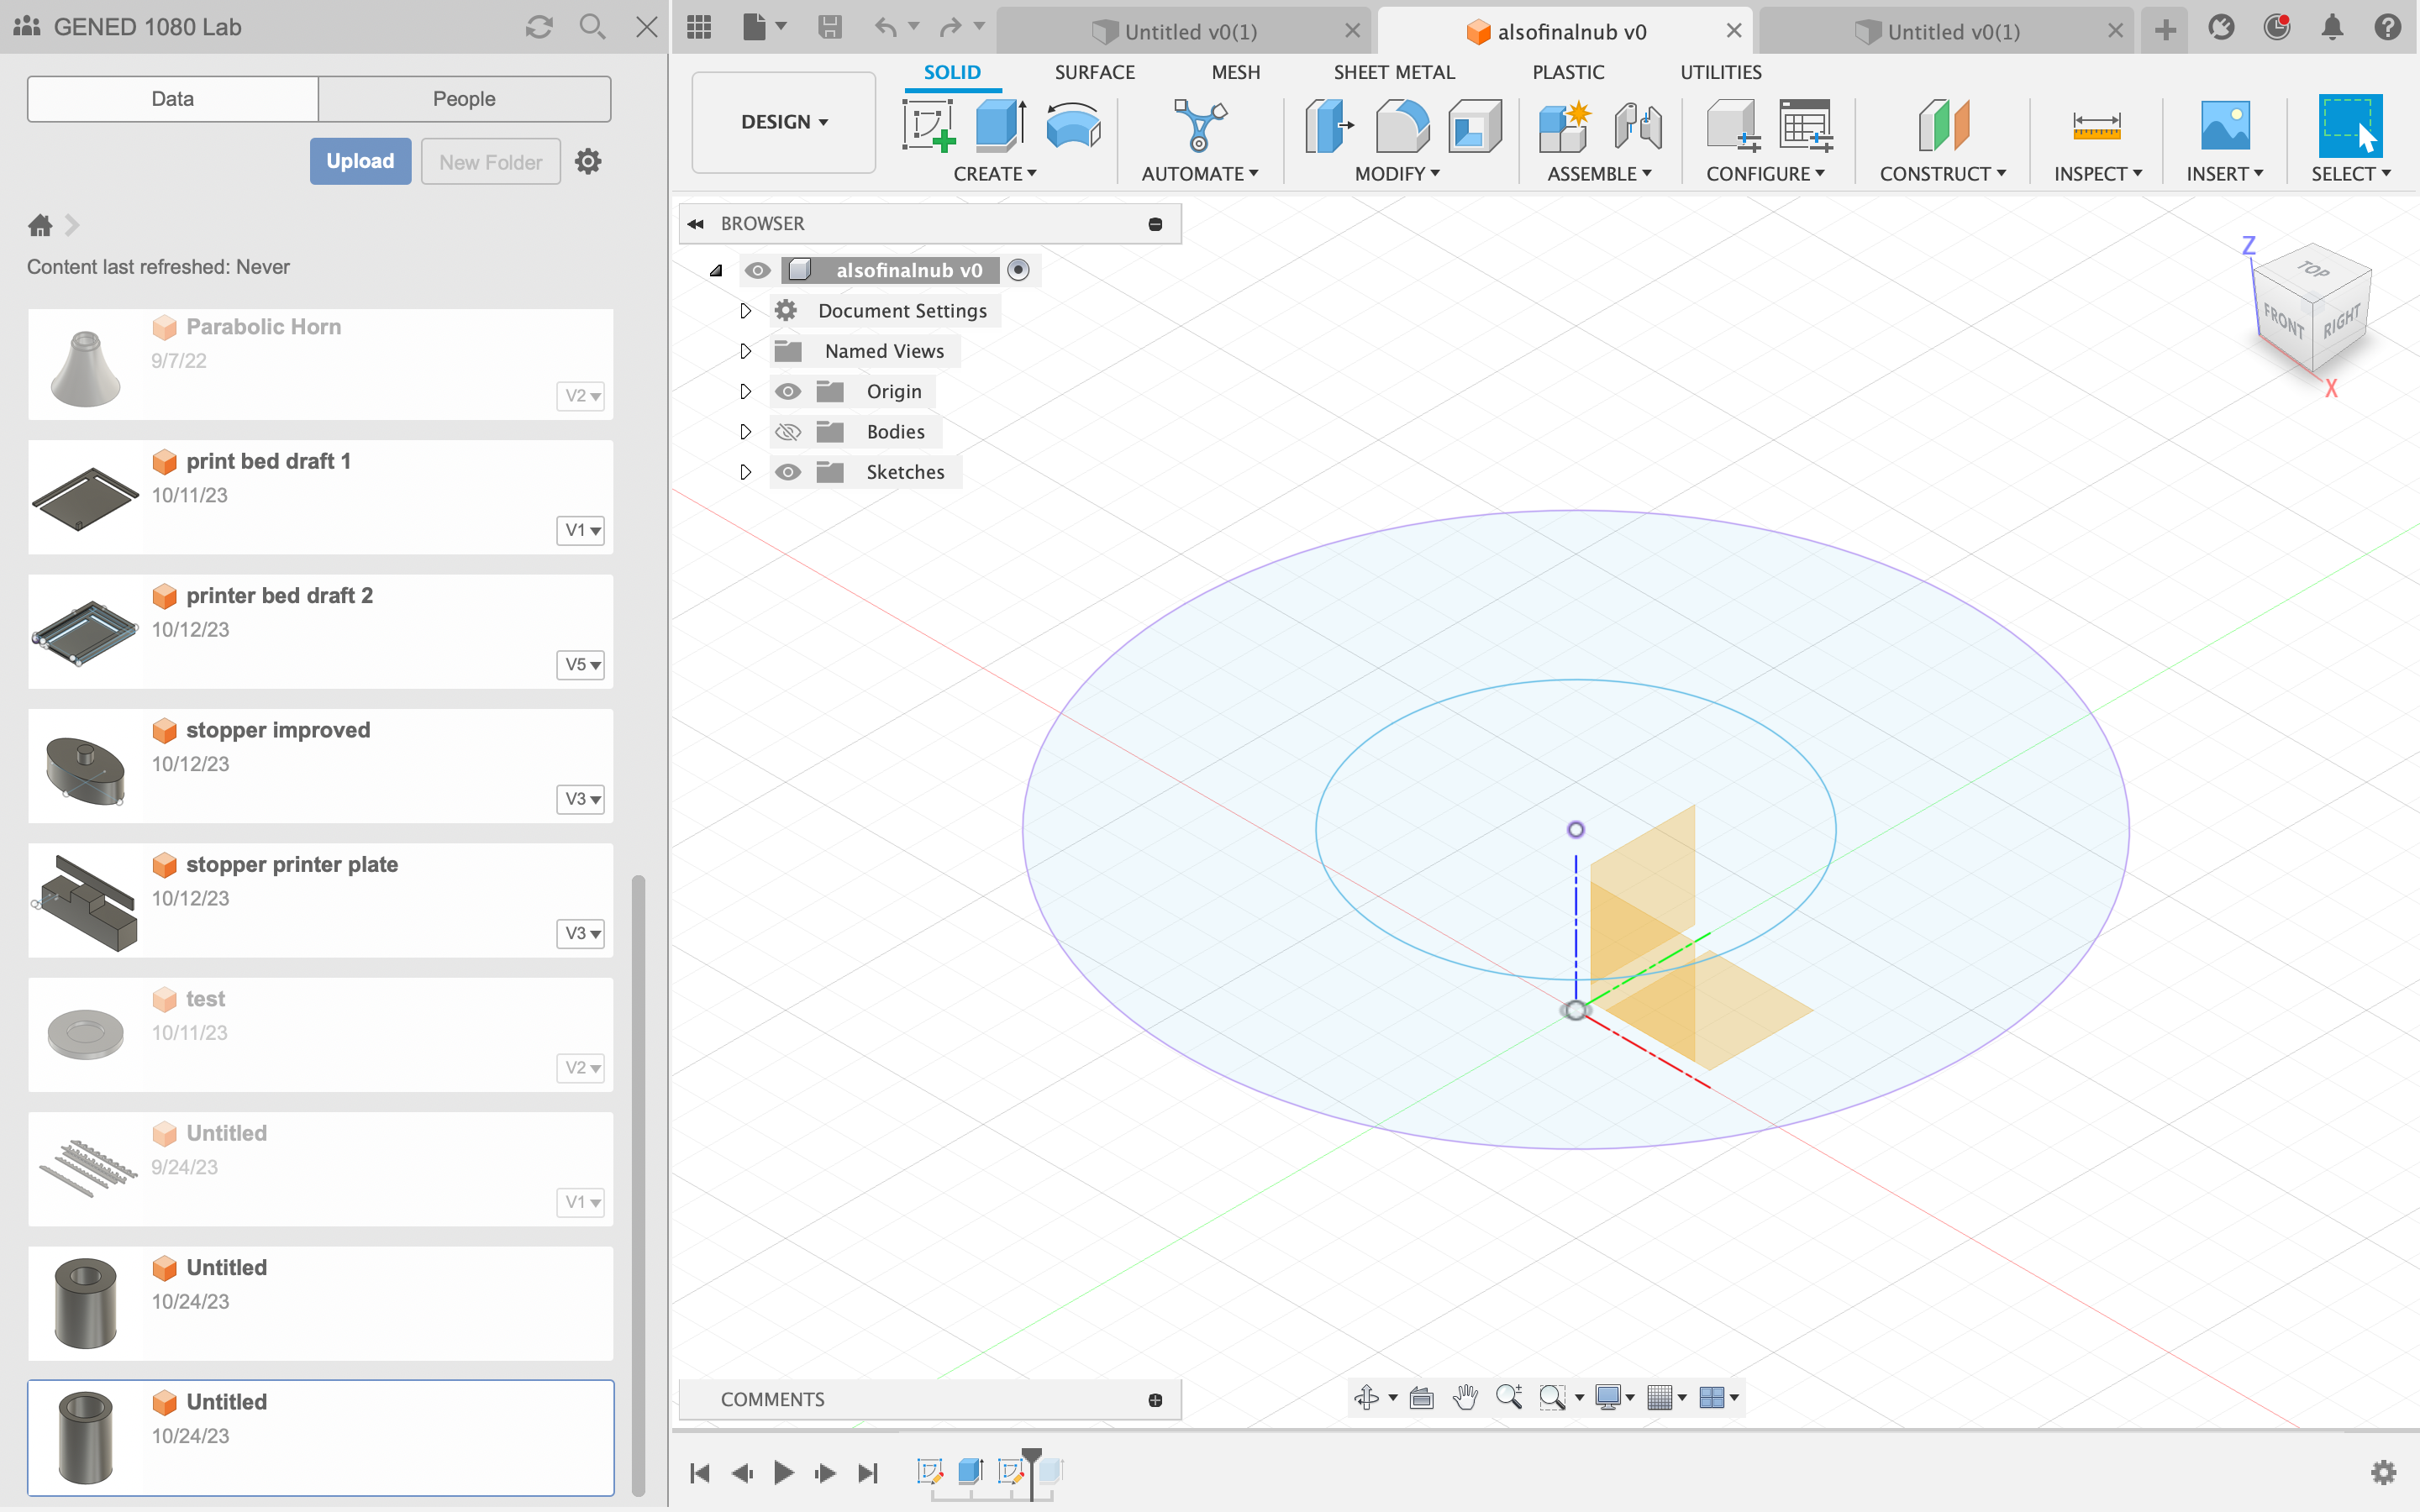 GENED 1080 Lab
Data
People
Upload
New Folder
Content last refreshed: Never
Parabolic Horn
9/7/22
V2
print bed draft 1
10/11/23
V1
printer bed draft 2
10/12/23
V5
stopper improved
10/12/23
V3
stopper printer plate
10/12/23
V3
test
10/11/23
V2
Untitled
9/24/23
V1
Untitled
10/24/23
Untitled
10/24/23
Untitled v0(1)
alsofinalnub v0
Untitled v0(1)
DESIGN
SOLID
SURFACE
MESH
SHEET METAL
PLASTIC
UTILITIES
CREATE
AUTOMATE
MODIFY
ASSEMBLE
CONFIGURE
CONSTRUCT
INSPECT
INSERT
SELECT
BROWSER
alsofinalnub v0
Document Settings
Named Views
Origin
Bodies
Sketches
Z
TOP
FRONT
RIGHT
X
COMMENTS